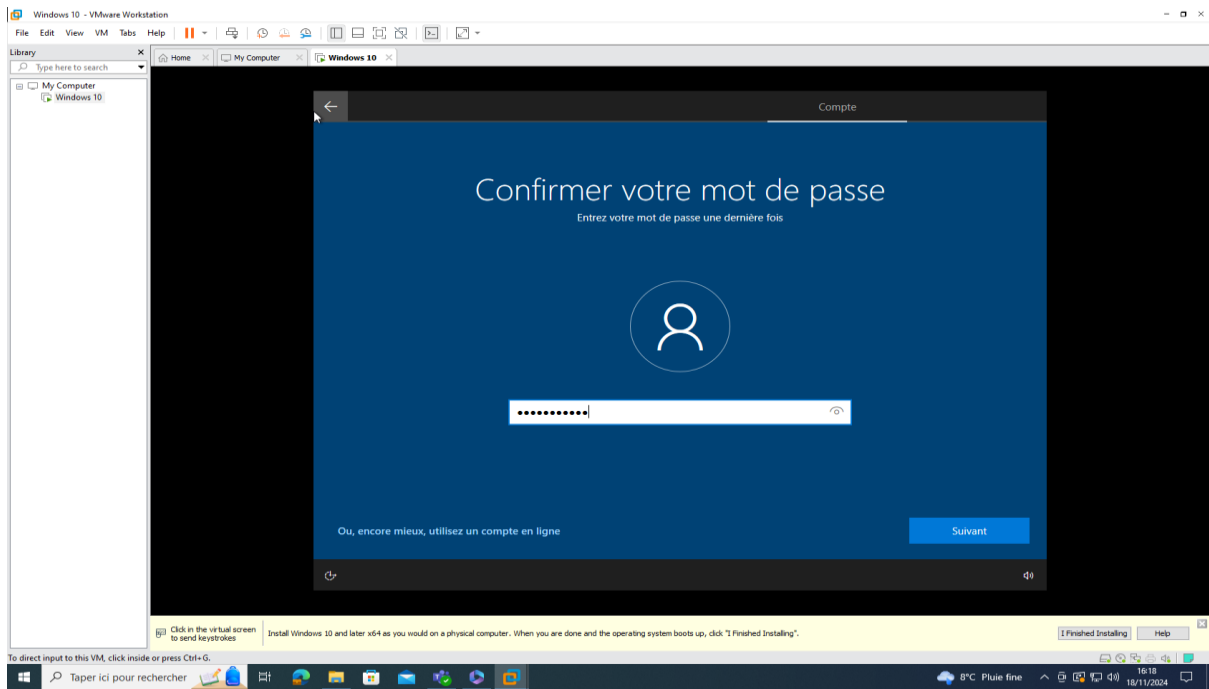 Windows 10 - VMware Workstation
File Edit View VM Tabs Help
Library
Type here to search
My Computer
Windows 10
Home
My Computer
Windows 10
Compte
Confirmer votre mot de passe
Entrez votre mot de passe une dernière fois
Ou, encore mieux, utilisez un compte en ligne
Suivant
Click in the virtual screen
to send keystrokes
Install Windows 10 and later x64 as you would on a physical computer. When you are done and the operating system boots up, click "I Finished Installing".
I Finished Installing
Help
To direct input to this VM, click inside or press Ctrl+G.
Taper ici pour rechercher
8°C Pluie fine
16:18
18/11/2024